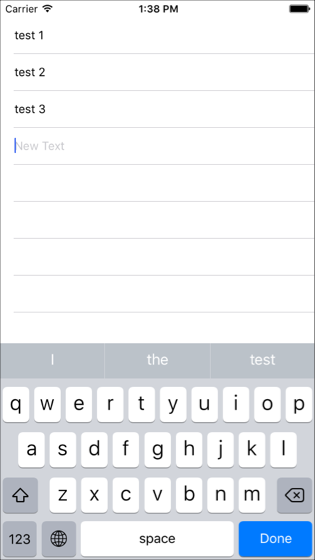 Carrier 1:38 PM
test 1
test 2
test 3
New Text
I the test
q w e r t y u i o p
a s d f g h j k l
z x c v b n m
123 space Done